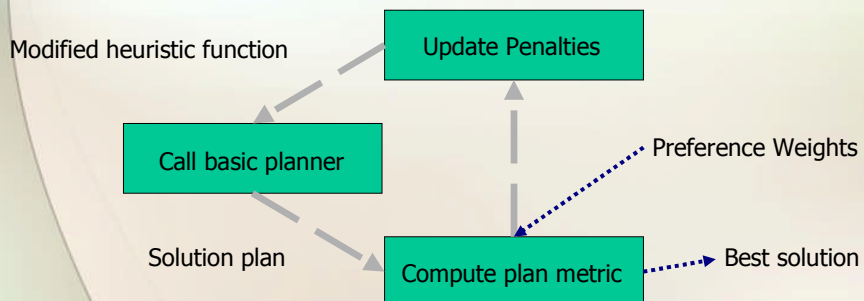 Modified heuristic function
Update Penalties
Call basic planner
Preference Weights
Solution plan
Compute plan metric
Best solution